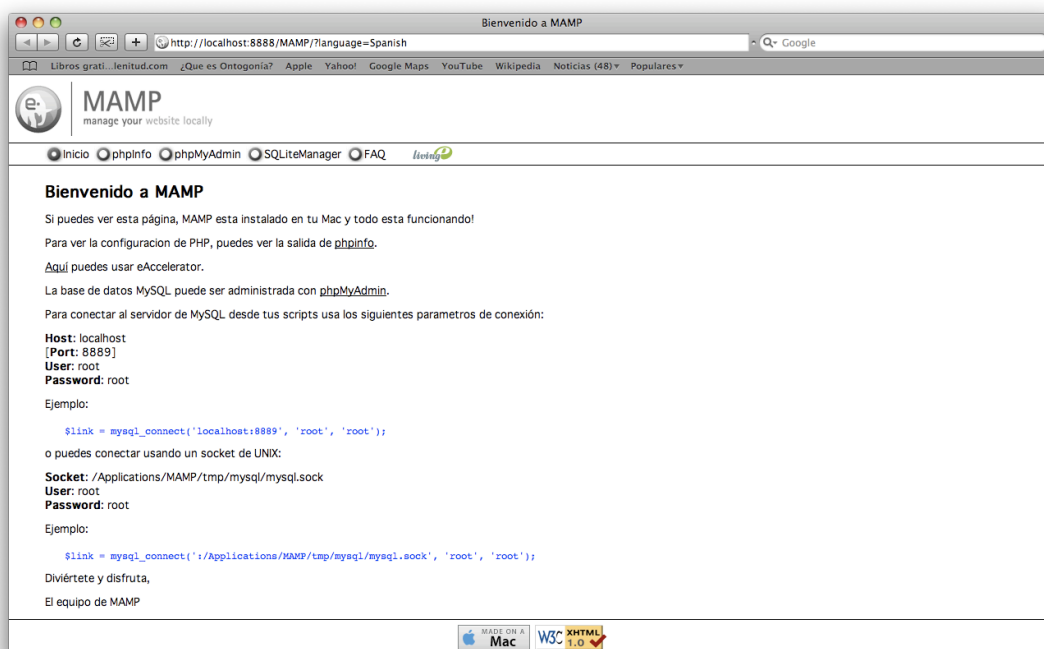 Bienvenido a MAMP
http://localhost:8888/MAMP/?language=Spanish
Google
Libros grati...lenitud.com ¿Que es Ontogonía? Apple Yahoo! Google Maps YouTube Wikipedia Noticias (48) Populares
e·
MAMP
manage your website locally
Inicio phpInfo phpMyAdmin SQLiteManager FAQ living e
Bienvenido a MAMP
Si puedes ver esta página, MAMP esta instalado en tu Mac y todo esta funcionando!
Para ver la configuracion de PHP, puedes ver la salida de phpinfo.
Aquí puedes usar eAccelerator.
La base de datos MySQL puede ser administrada con phpMyAdmin.
Para conectar al servidor de MySQL desde tus scripts usa los siguientes parametros de conexión:
Host: localhost
[Port: 8889]
User: root
Password: root
Ejemplo:
$link = mysql_connect('localhost:8889', 'root', 'root');
o puedes conectar usando un socket de UNIX:
Socket: /Applications/MAMP/tmp/mysql/mysql.sock
User: root
Password: root
Ejemplo:
$link = mysql_connect(':/Applications/MAMP/tmp/mysql/mysql.sock', 'root', 'root');
Diviértete y disfruta,
El equipo de MAMP
MADE ON A
Mac
W3C XHTML
1.0